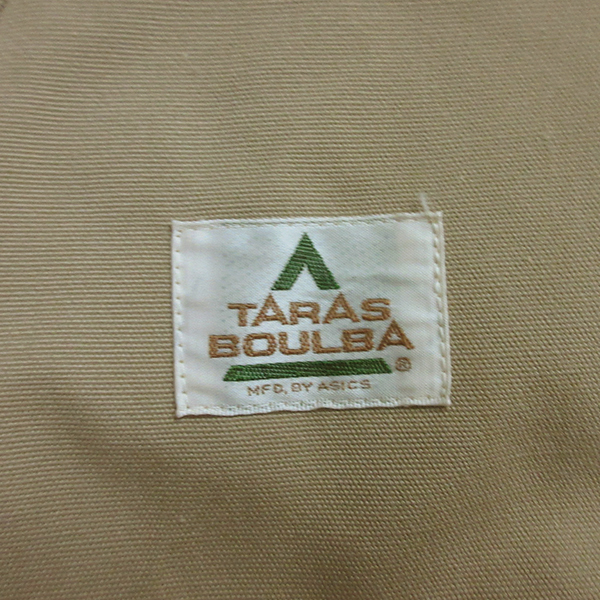 TARAS
BOULBA
®
MFD. BY ASICS